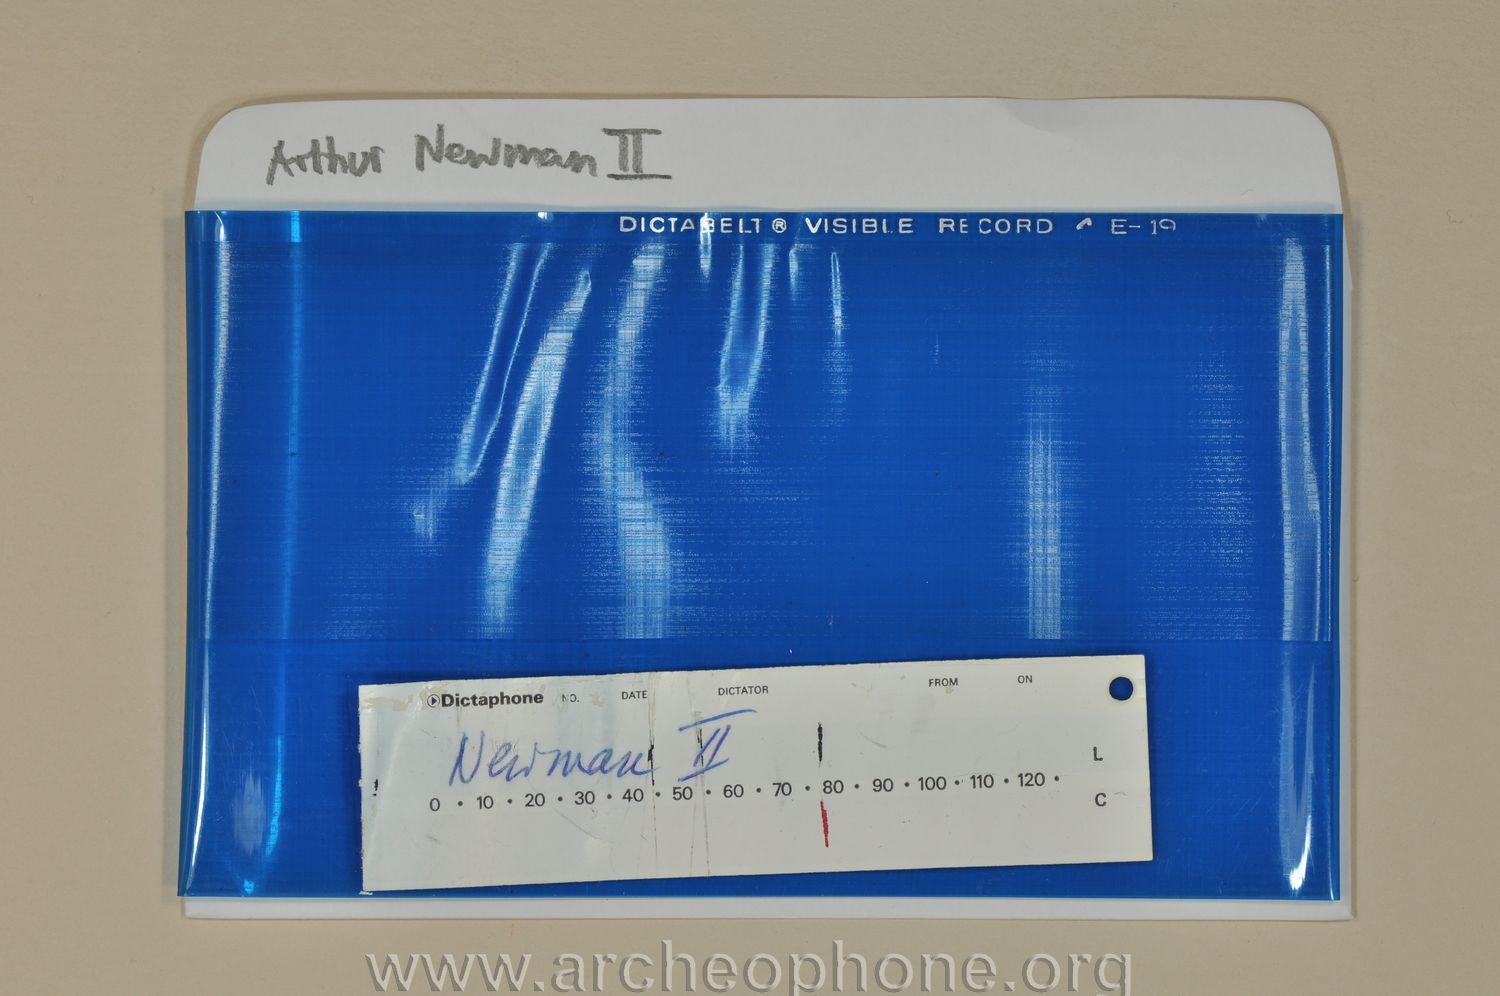 Arthur Newman II
DICTABELT ® VISIBLE RECORD E-19
Dictaphone NO. DATE DICTATOR FROM ON
Newman II
L
0 • 10 • 20 • 30 • 40 • 50 • 60 • 70 • 80 • 90 • 100 • 110 • 120 •
C
www.archeophone.org